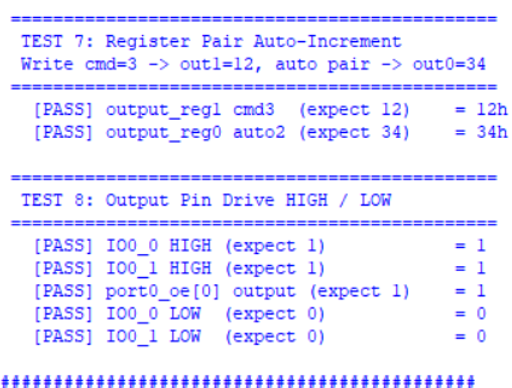 ==============================================
TEST 7: Register Pair Auto-Increment
Write cmd=3 -> out1=12, auto pair -> out0=34
==============================================
[PASS] output_reg1 cmd3  (expect 12)    = 12h
[PASS] output_reg0 auto2 (expect 34)    = 34h
==============================================
TEST 8: Output Pin Drive HIGH / LOW
==============================================
[PASS] IO0_0 HIGH (expect 1)            = 1
[PASS] IO0_1 HIGH (expect 1)            = 1
[PASS] port0_oe[0] output (expect 1)    = 1
[PASS] IO0_0 LOW  (expect 0)            = 0
[PASS] IO0_1 LOW  (expect 0)            = 0
#############################################